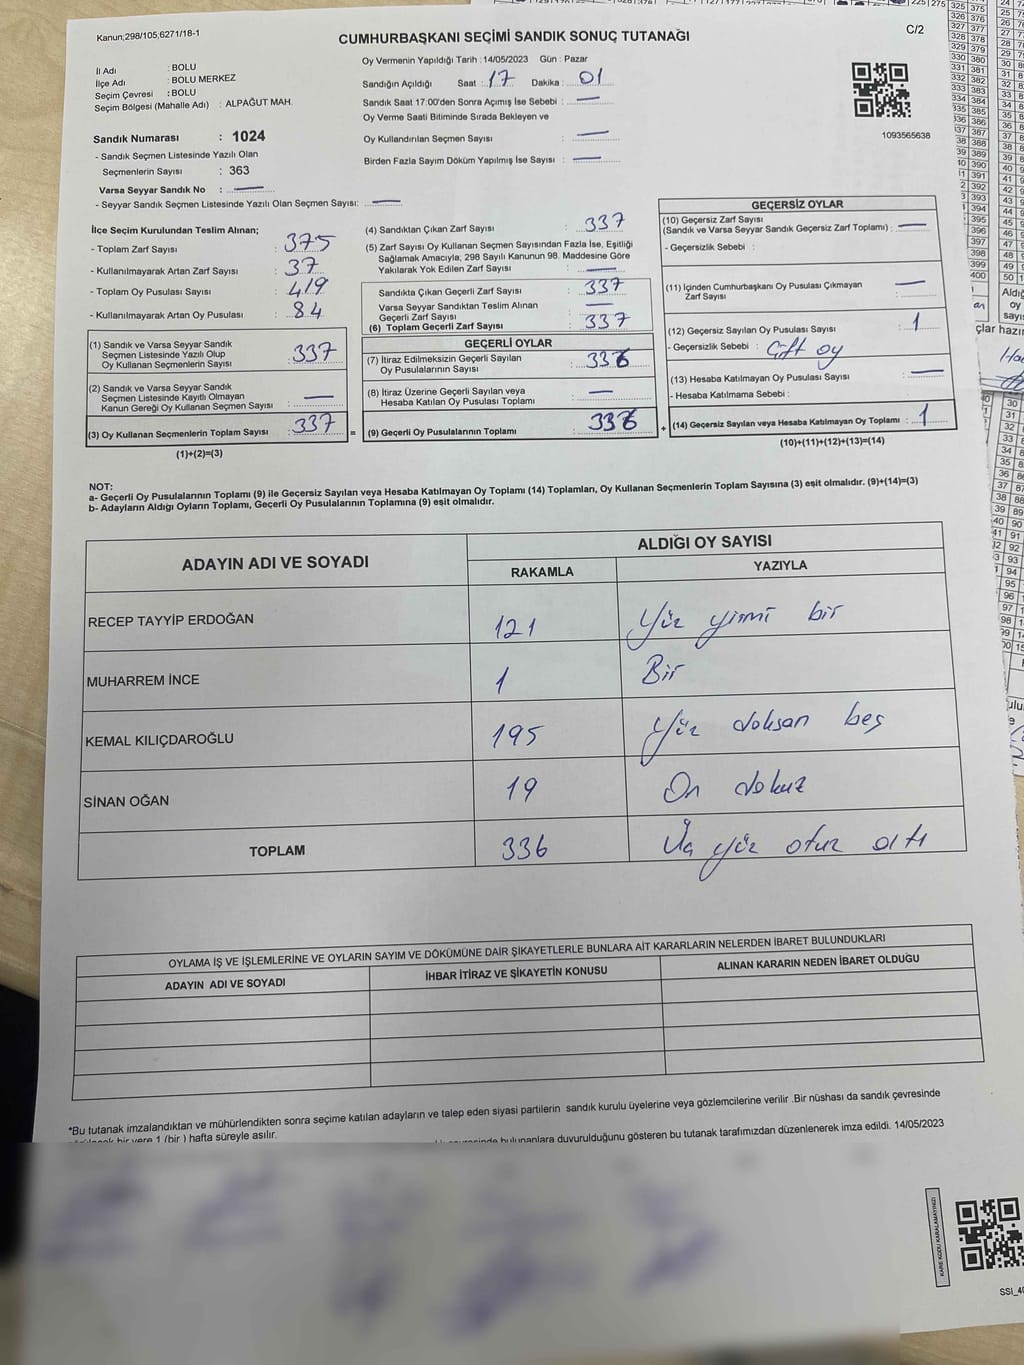 Kanun;298/105;6271/18-1
CUMHURBAŞKANI SEÇİMİ SANDIK SONUÇ TUTANAĞI
C/2
İl Adı : BOLU
İlçe Adı : BOLU MERKEZ
Seçim Çevresi : BOLU
Seçim Bölgesi (Mahalle Adı) : ALPAĞUT MAH.
Sandık Numarası : 1024
- Sandık Seçmen Listesinde Yazılı Olan
Seçmenlerin Sayısı : 363
Varsa Seyyar Sandık No : —
- Seyyar Sandık Seçmen Listesinde Yazılı Olan Seçmen Sayısı: —
Oy Vermenin Yapıldığı Tarih : 14/05/2023 Gün : Pazar
Sandığın Açıldığı Saat : 17 Dakika : 01
Sandık Saat 17:00'den Sonra Açımış İse Sebebi : —
Oy Verme Saati Bitiminde Sırada Bekleyen ve
Oy Kullandırılan Seçmen Sayısı : —
Birden Fazla Sayım Döküm Yapılmış İse Sayısı : —
1093565638
İlçe Seçim Kurulundan Teslim Alınan;
- Toplam Zarf Sayısı : 375
- Kullanılmayarak Artan Zarf Sayısı : 37
- Toplam Oy Pusulası Sayısı : 419
- Kullanılmayarak Artan Oy Pusulası : 84
(1) Sandık ve Varsa Seyyar Sandık
Seçmen Listesinde Yazılı Olup
Oy Kullanan Seçmenlerin Sayısı : 337
(2) Sandık ve Varsa Seyyar Sandık
Seçmen Listesinde Kayıtlı Olmayan
Kanun Gereği Oy Kullanan Seçmen Sayısı : —
(3) Oy Kullanan Seçmenlerin Toplam Sayısı : 337
(1)+(2)=(3)
=
(4) Sandıktan Çıkan Zarf Sayısı : 337
(5) Zarf Sayısı Oy Kullanan Seçmen Sayısından Fazla İse, Eşitliği
Sağlamak Amacıyla; 298 Sayılı Kanunun 98. Maddesine Göre
Yakılarak Yok Edilen Zarf Sayısı : —
Sandıkta Çıkan Geçerli Zarf Sayısı : 337
Varsa Seyyar Sandıktan Teslim Alınan
Geçerli Zarf Sayısı : —
(6) Toplam Geçerli Zarf Sayısı : 337
GEÇERLİ OYLAR
(7) İtiraz Edilmeksizin Geçerli Sayılan
Oy Pusulalarının Sayısı : 336
(8) İtiraz Üzerine Geçerli Sayılan veya
Hesaba Katılan Oy Pusulası Toplamı : —
(9) Geçerli Oy Pusulalarının Toplamı : 336
+
GEÇERSİZ OYLAR
(10) Geçersiz Zarf Sayısı
(Sandık ve Varsa Seyyar Sandık Geçersiz Zarf Toplamı) : —
- Geçersizlik Sebebi :
(11) İçinden Cumhurbaşkanı Oy Pusulası Çıkmayan
Zarf Sayısı : —
(12) Geçersiz Sayılan Oy Pusulası Sayısı : 1
- Geçersizlik Sebebi : Çift oy
(13) Hesaba Katılmayan Oy Pusulası Sayısı : —
- Hesaba Katılmama Sebebi :
(14) Geçersiz Sayılan veya Hesaba Katılmayan Oy Toplamı : 1
(10)+(11)+(12)+(13)=(14)
NOT:
a- Geçerli Oy Pusulalarının Toplamı (9) ile Geçersiz Sayılan veya Hesaba Katılmayan Oy Toplamı (14) Toplamları, Oy Kullanan Seçmenlerin Toplam Sayısına (3) eşit olmalıdır. (9)+(14)=(3)
b- Adayların Aldığı Oyların Toplamı, Geçerli Oy Pusulalarının Toplamına (9) eşit olmalıdır.
ADAYIN ADI VE SOYADI
ALDIĞI OY SAYISI
RAKAMLA YAZIYLA
RECEP TAYYİP ERDOĞAN 121 Yüz yirmi bir
MUHARREM İNCE 1 Bir
KEMAL KILIÇDAROĞLU 195 Yüz doksan beş
SİNAN OĞAN 19 On dokuz
TOPLAM 336 Üç yüz otuz altı
OYLAMA İŞ VE İŞLEMLERİNE VE OYLARIN SAYIM VE DÖKÜMÜNE DAİR ŞİKAYETLERLE BUNLARA AİT KARARLARIN NELERDEN İBARET BULUNDUKLARI
ADAYIN ADI VE SOYADI İHBAR İTİRAZ VE ŞİKAYETİN KONUSU ALINAN KARARIN NEDEN İBARET OLDUĞU
*Bu tutanak imzalandıktan ve mühürlendikten sonra seçime katılan adayların ve talep eden siyasi partilerin sandık kurulu üyelerine veya gözlemcilerine verilir .Bir nüshası da sandık çevresinde
bir yere 1 (bir ) hafta süreyle asılır.
bulunanlara duyurulduğunu gösteren bu tutanak tarafımızdan düzenlenerek imza edildi. 14/05/2023
KARE KODU KARALAMAYINIZ!